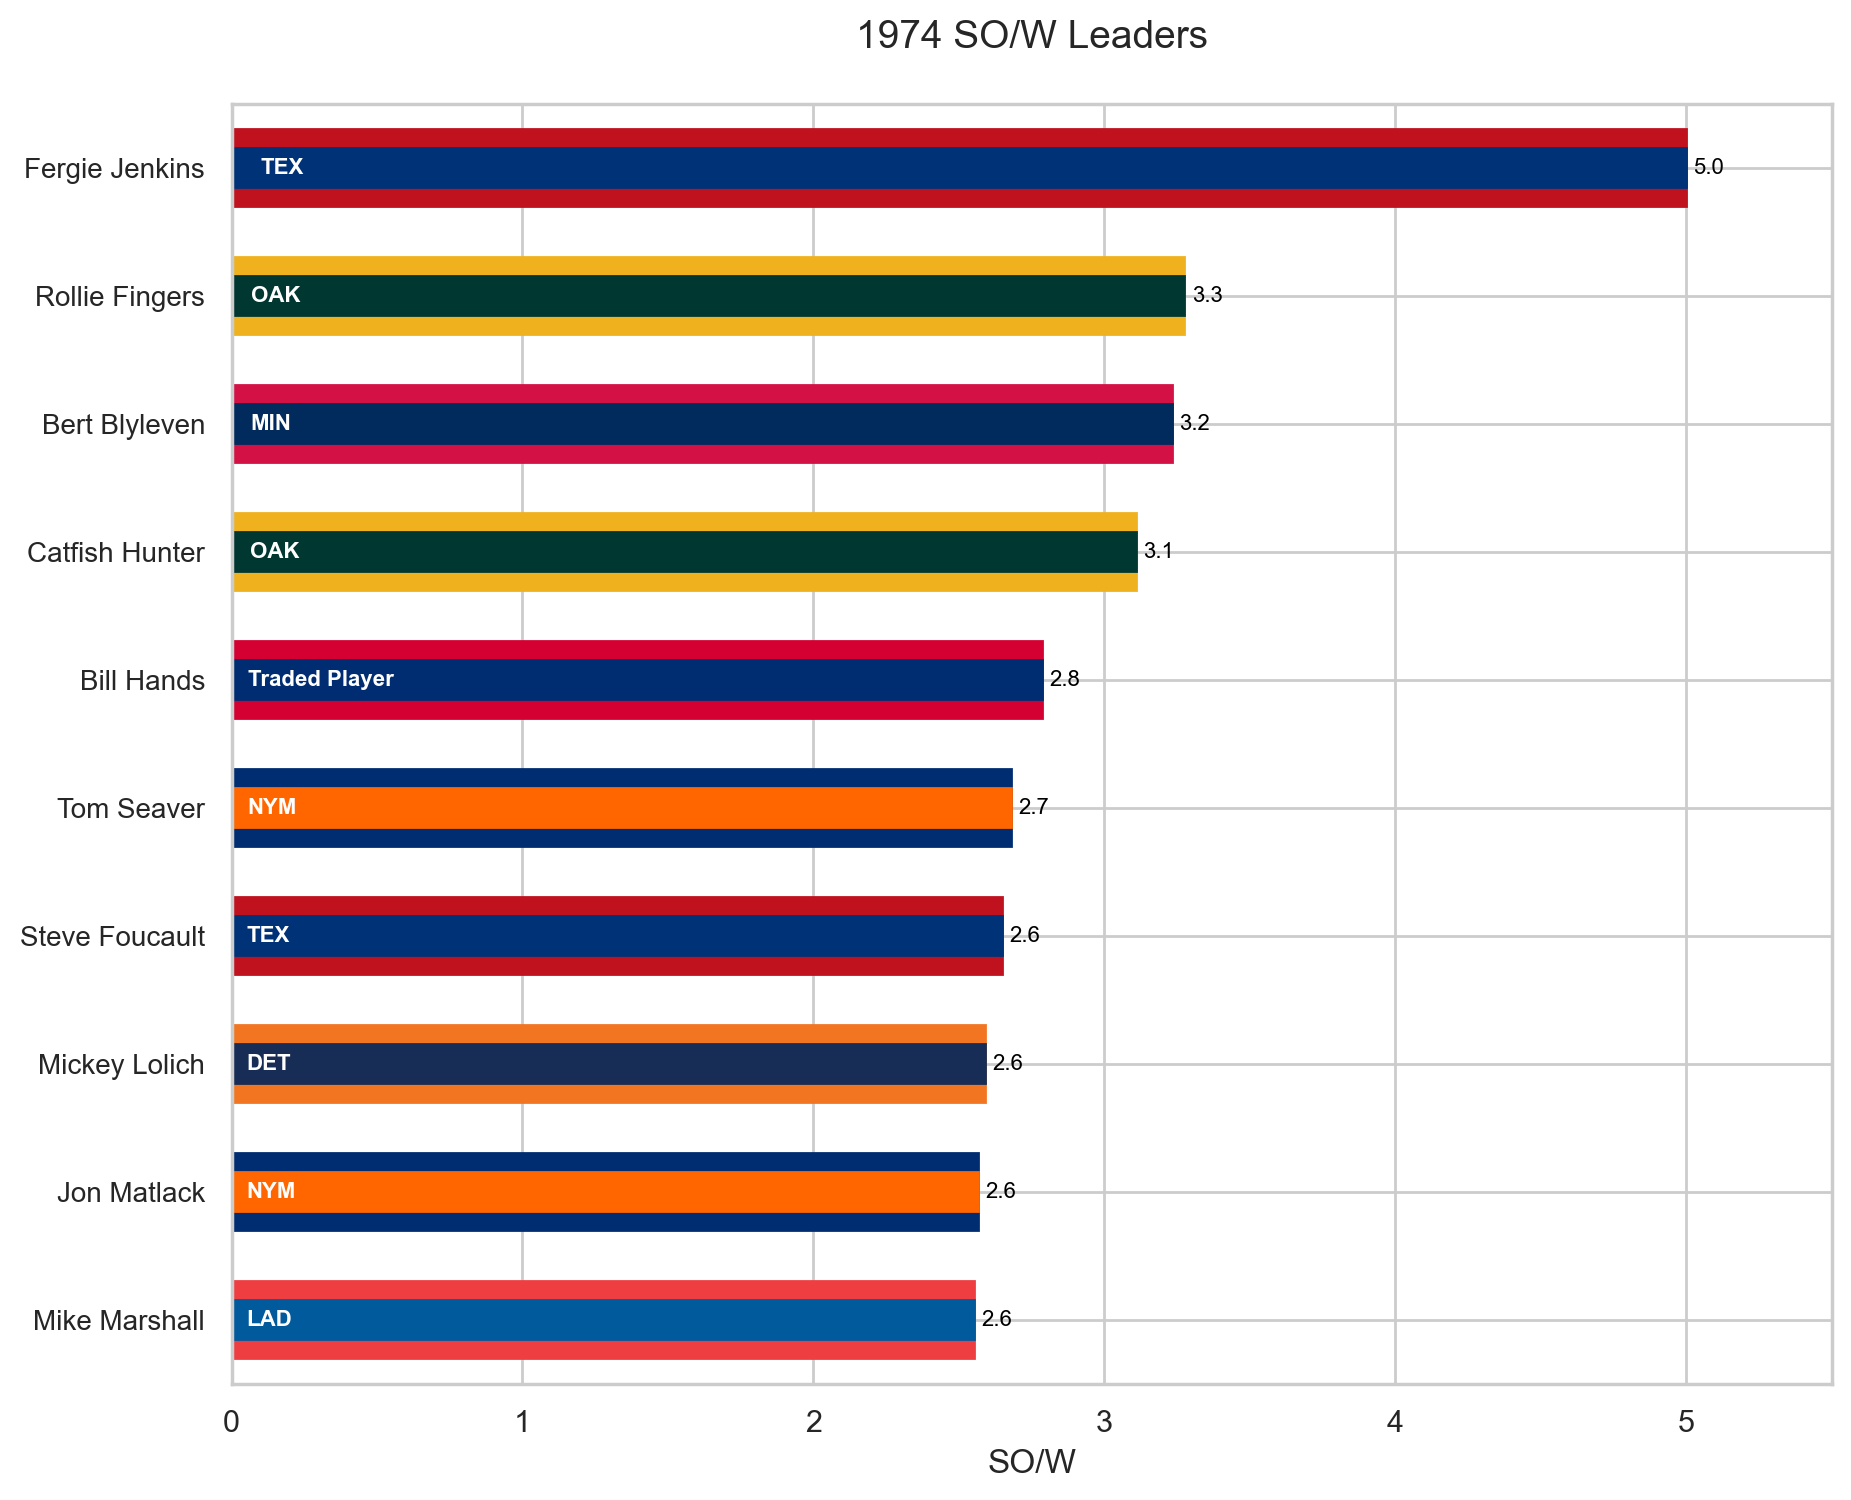 1974 SO/W Leaders
Fergie Jenkins TEX 5.0
Rollie Fingers OAK 3.3
Bert Blyleven MIN 3.2
Catfish Hunter OAK 3.1
Bill Hands Traded Player 2.8
Tom Seaver NYM 2.7
Steve Foucault TEX 2.6
Mickey Lolich DET 2.6
Jon Matlack NYM 2.6
Mike Marshall LAD 2.6
0 1 2 3 4 5
SO/W